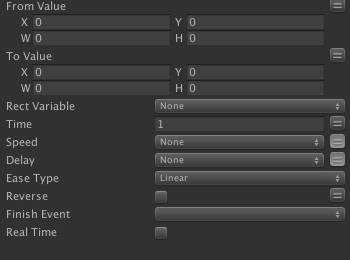 From Value
X 0 Y 0
W 0 H 0
To Value
X 0 Y 0
W 0 H 0
Rect Variable None
Time 1
Speed None
Delay None
Ease Type Linear
Reverse
Finish Event
Real Time